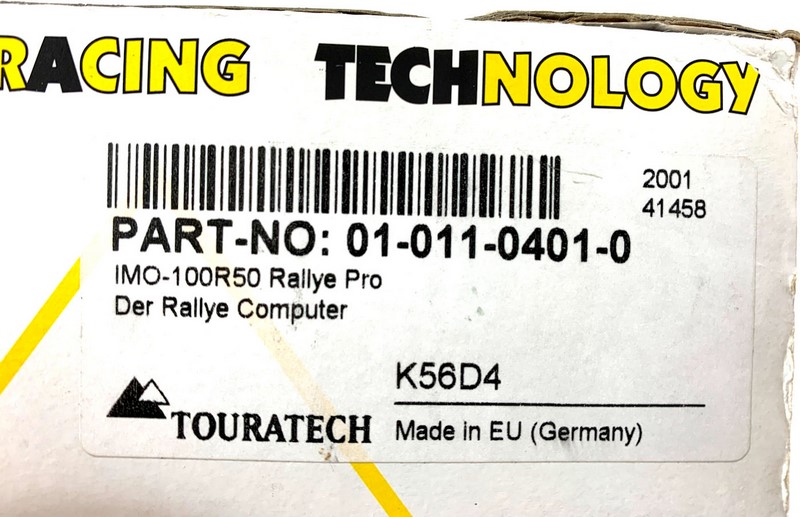 RACING TECHNOLOGY
2001
41458
PART-NO: 01-011-0401-0
IMO-100R50 Rallye Pro
Der Rallye Computer
K56D4
TOURATECH
Made in EU (Germany)